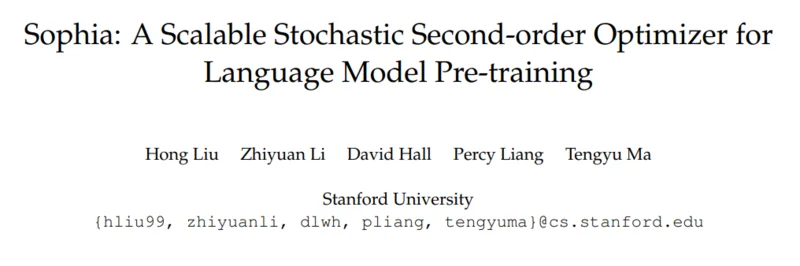 Sophia: A Scalable Stochastic Second-order Optimizer for
Language Model Pre-training
Hong Liu Zhiyuan Li David Hall Percy Liang Tengyu Ma
Stanford University
{hliu99, zhiyuanli, dlwh, pliang, tengyuma}@cs.stanford.edu